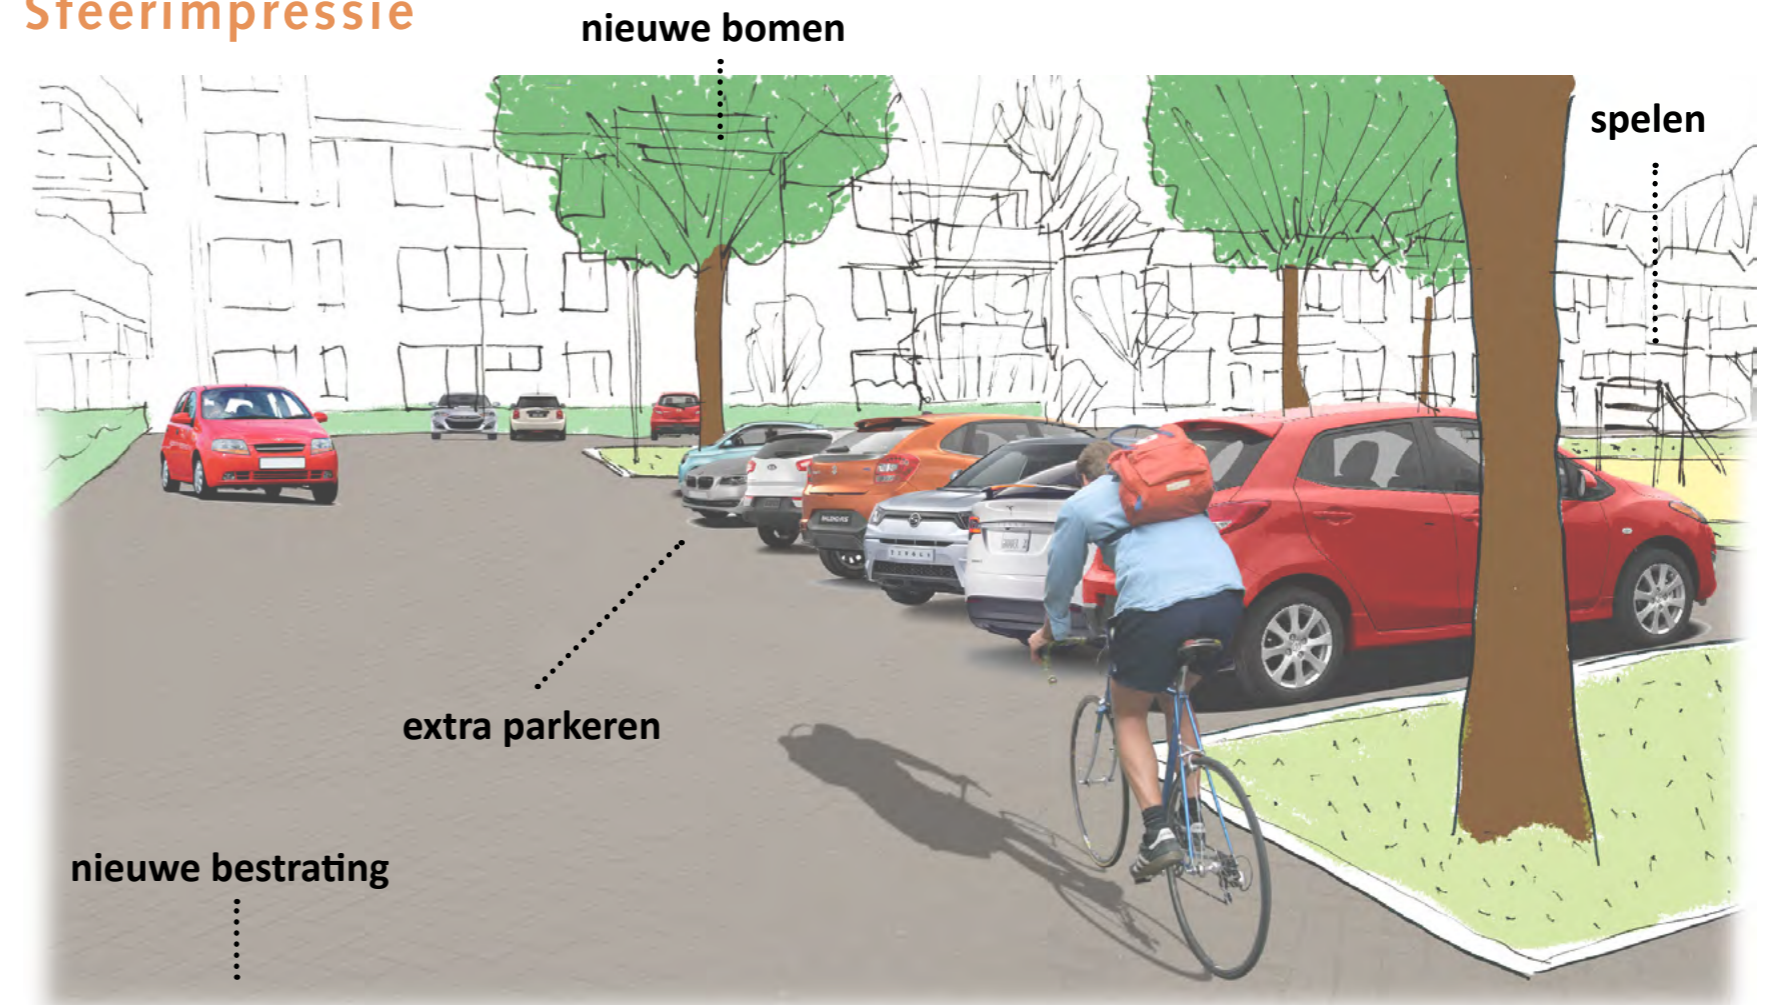 Sfeerimpressie
nieuwe bomen
spelen
extra parkeren
nieuwe bestrating